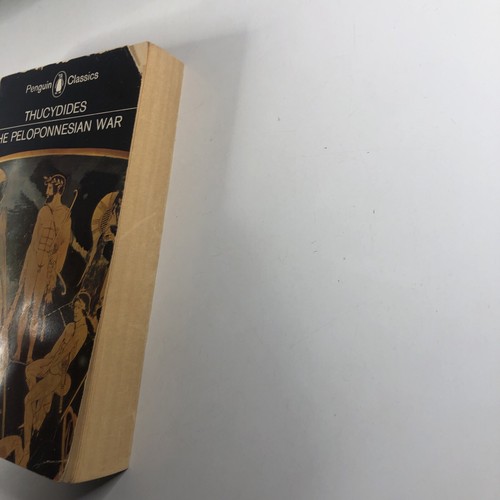 Penguin Classics
THUCYDIDES
HE PELOPONNESIAN WAR